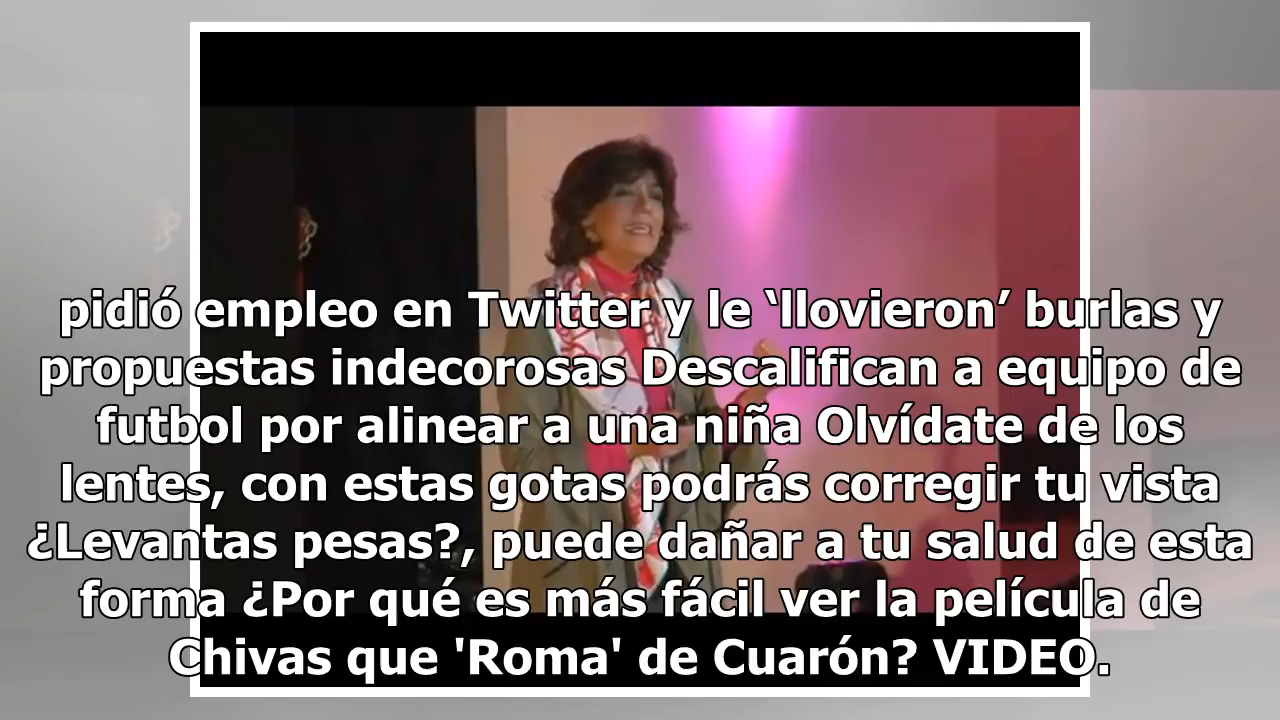 pidió empleo en Twitter y le ‘llovieron’ burlas y
propuestas indecorosas Descalifican a equipo de
futbol por alinear a una niña Olvídate de los
lentes, con estas gotas podrás corregir tu vista
¿Levantas pesas?, puede dañar a tu salud de esta
forma ¿Por qué es más fácil ver la película de
Chivas que 'Roma' de Cuarón? VIDEO.